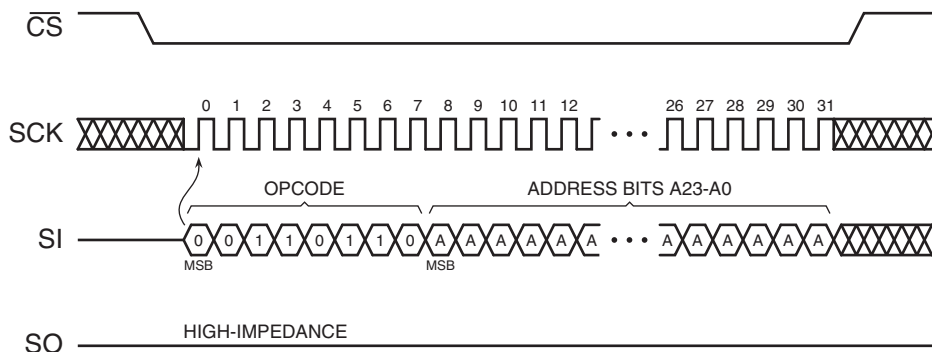 CS
SCK 0 1 2 3 4 5 6 7 8 9 10 11 12 26 27 28 29 30 31
OPCODE ADDRESS BITS A23-A0
SI 0 0 1 1 0 1 1 0 A A A A A A A A A A A A
MSB MSB
HIGH-IMPEDANCE
SO